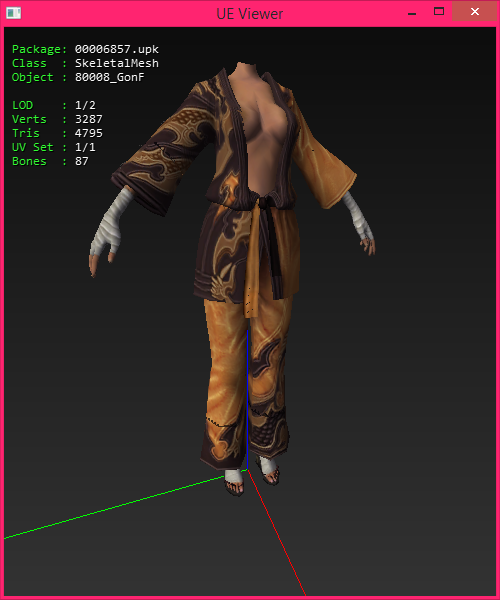 UE Viewer
Package: 00006857.upk
Class : SkeletalMesh
Object : 80008_GonF
LOD : 1/2
Verts : 3287
Tris : 4795
UV Set : 1/1
Bones : 87